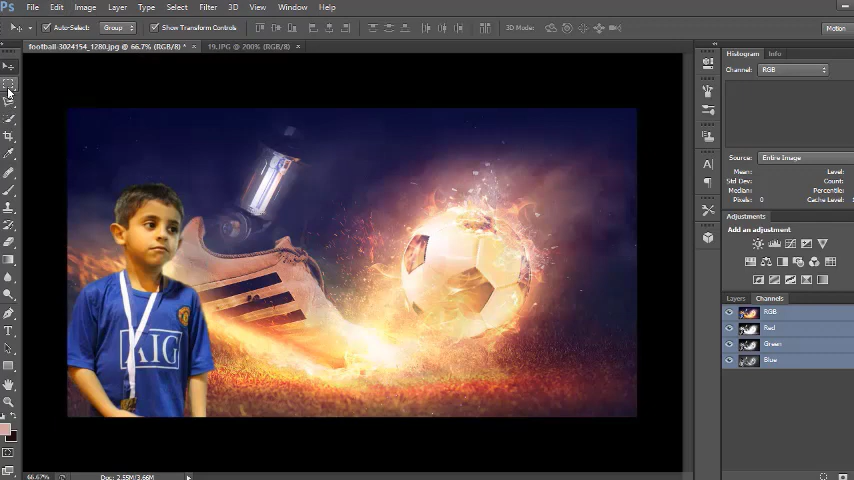 Ps File Edit Image Layer Type Select Filter 3D View Window Help
Auto-Select: Group Show Transform Controls 3D Mode: Motion
football 3024154_1280.jpg @ 66.7% (RGB/8) * × 19.JPG @ 200% (RGB/8) ×
Histogram Info
Channel: RGB
Source: Entire Image
Mean: Level:
Std Dev: Count:
Median: Percentile:
Pixels: 0 Cache Level:
Adjustments
Add an adjustment
Layers Channels
RGB
Red
Green
Blue
AIG
66.67% Doc: 2.55M/3.66M